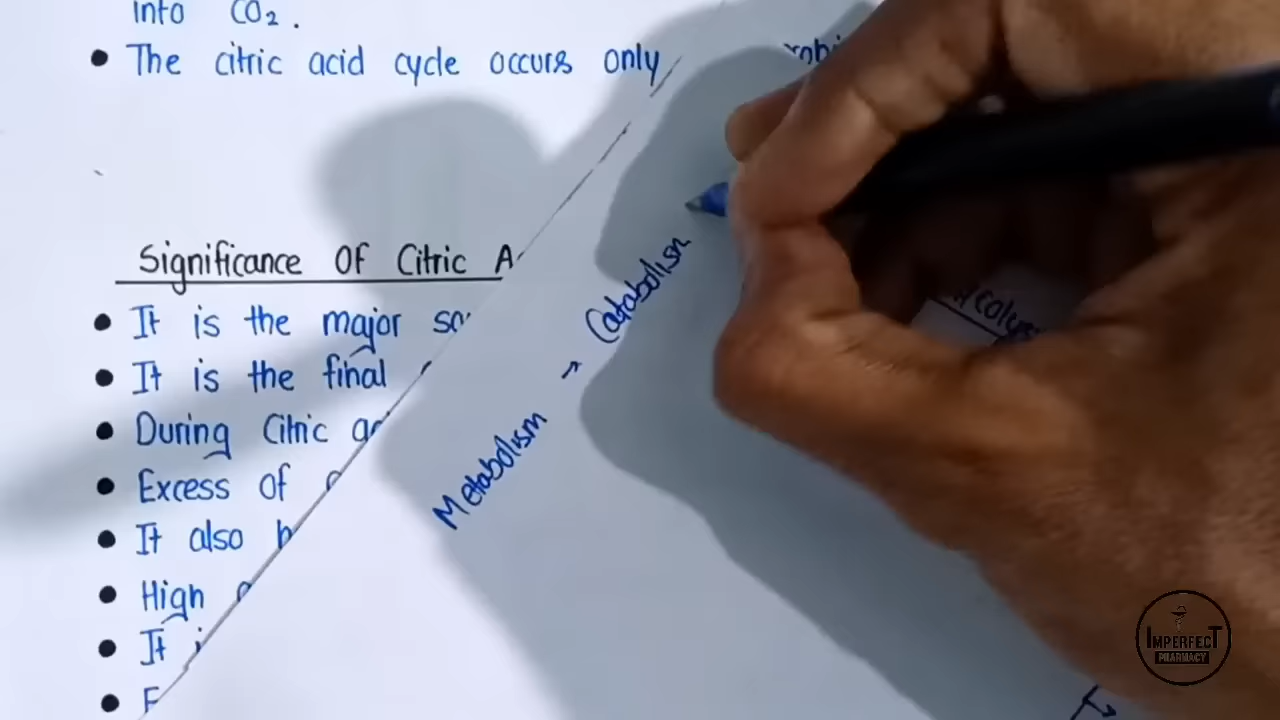 into CO₂.
The citric acid cycle occurs only
Significance Of Citric A
It is the major so
It is the final
During Citric
Excess Of
It also
High
It
Metabolism → Catabolism
IMPERFECT
PHARMACY